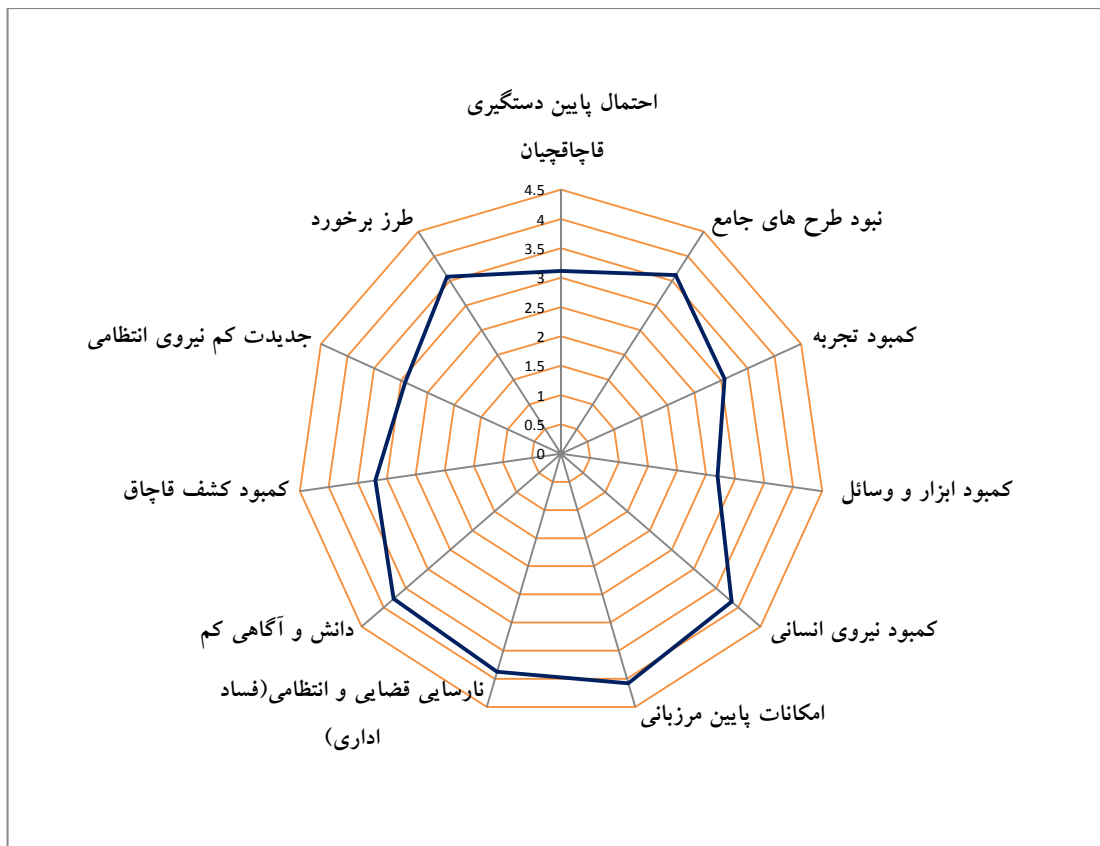 احتمال پایین دستگیری
قاچاقچیان
نبود طرح های جامع
کمبود تجربه
کمبود ابزار و وسائل
کمبود نیروی انسانی
امکانات پایین مرزبانی
نارسایی قضایی و انتظامی(فساد
اداری)
دانش و آگاهی کم
کمبود کشف قاچاق
جدیدت کم نیروی انتظامی
طرز برخورد
4.5
4
3.5
3
2.5
2
1.5
1
0.5
0